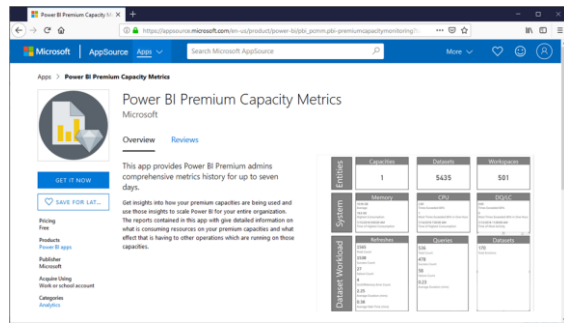 Power BI Premium Capacity M
https://appsource.microsoft.com/en-us/product/power-bi/pbi_pcmm.pbi-premiumcapacitymonitoring?
Microsoft AppSource Apps Search Microsoft AppSource More
Apps > Power BI Premium Capacity Metrics
Power BI Premium Capacity Metrics
Microsoft
Overview Reviews
GET IT NOW
SAVE FOR LAT...
Pricing
Free
Products
Power BI apps
Publisher
Microsoft
Acquire Using
Work or school account
Categories
Analytics
This app provides Power BI Premium admins
comprehensive metrics history for up to seven
days.
Get insights into how your premium capacities are being used and
use those insights to scale Power BI for your entire organization.
The reports contained in this app with give detailed information on
what is consuming resources on your premium capacities and what
effect that is having to other operations which are running on those
capacities.
Entities
Capacities Datasets Workspaces
1 5435 501
System
Memory CPU DQ/LC
Dataset Workload
Refreshes Queries Datasets